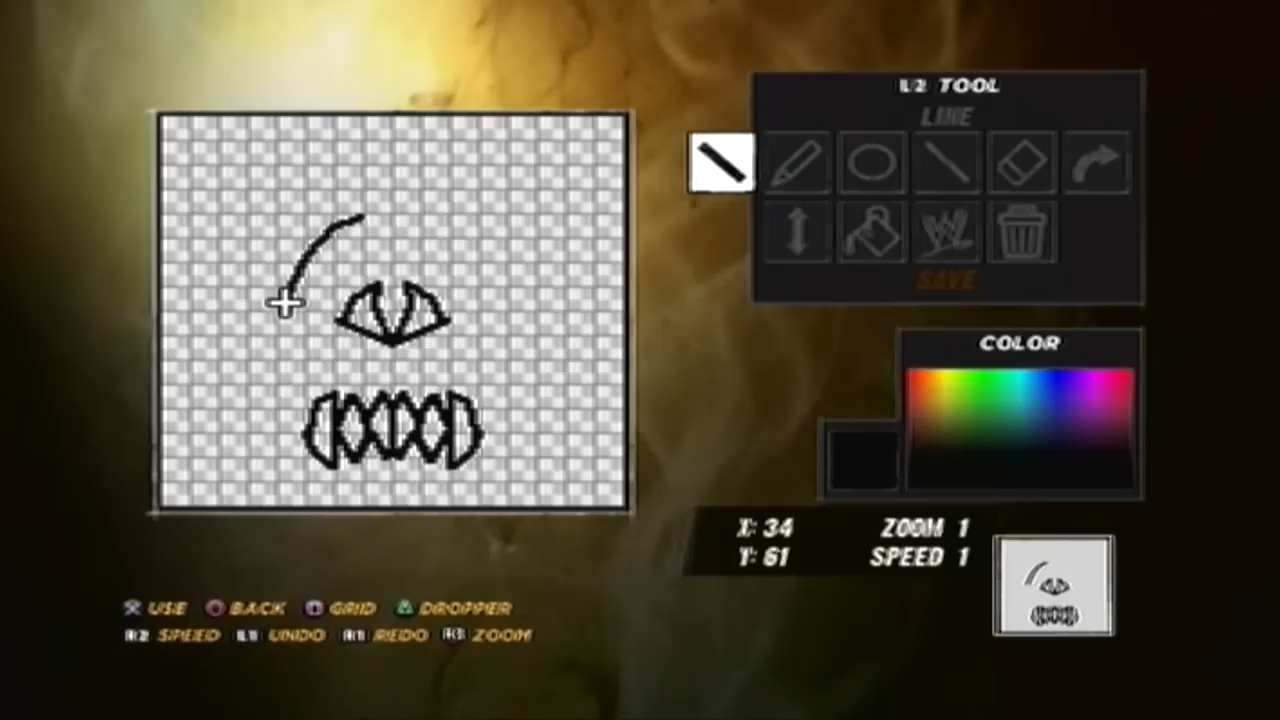 L2 TOOL
LINE
SAVE
COLOR
X: 34 ZOOM 1
Y: 61 SPEED 1
USE BACK GRID DROPPER
R2 SPEED L1 UNDO R1 REDO R3 ZOOM